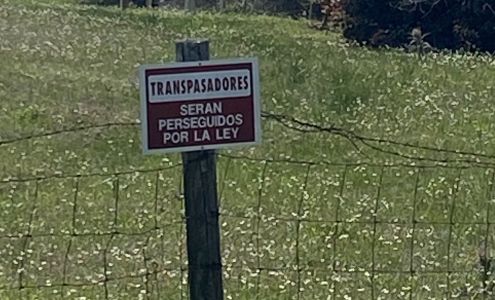 TRANSPASADORES
SERAN
PERSEGUIDOS
POR LA LEY